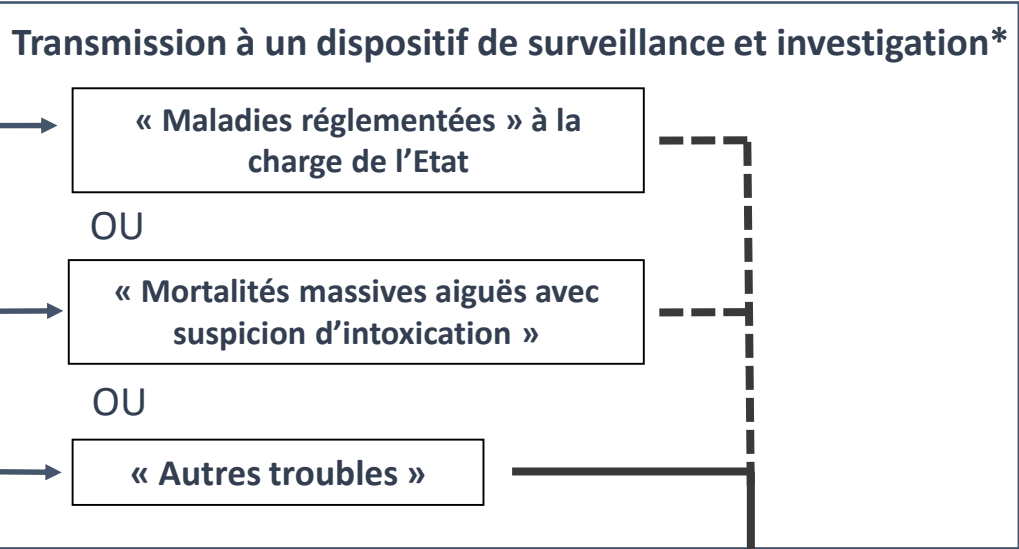 Transmission à un dispositif de surveillance et investigation*
« Maladies réglementées » à la
charge de l’Etat
OU
« Mortalités massives aiguës avec
suspicion d’intoxication »
OU
« Autres troubles »